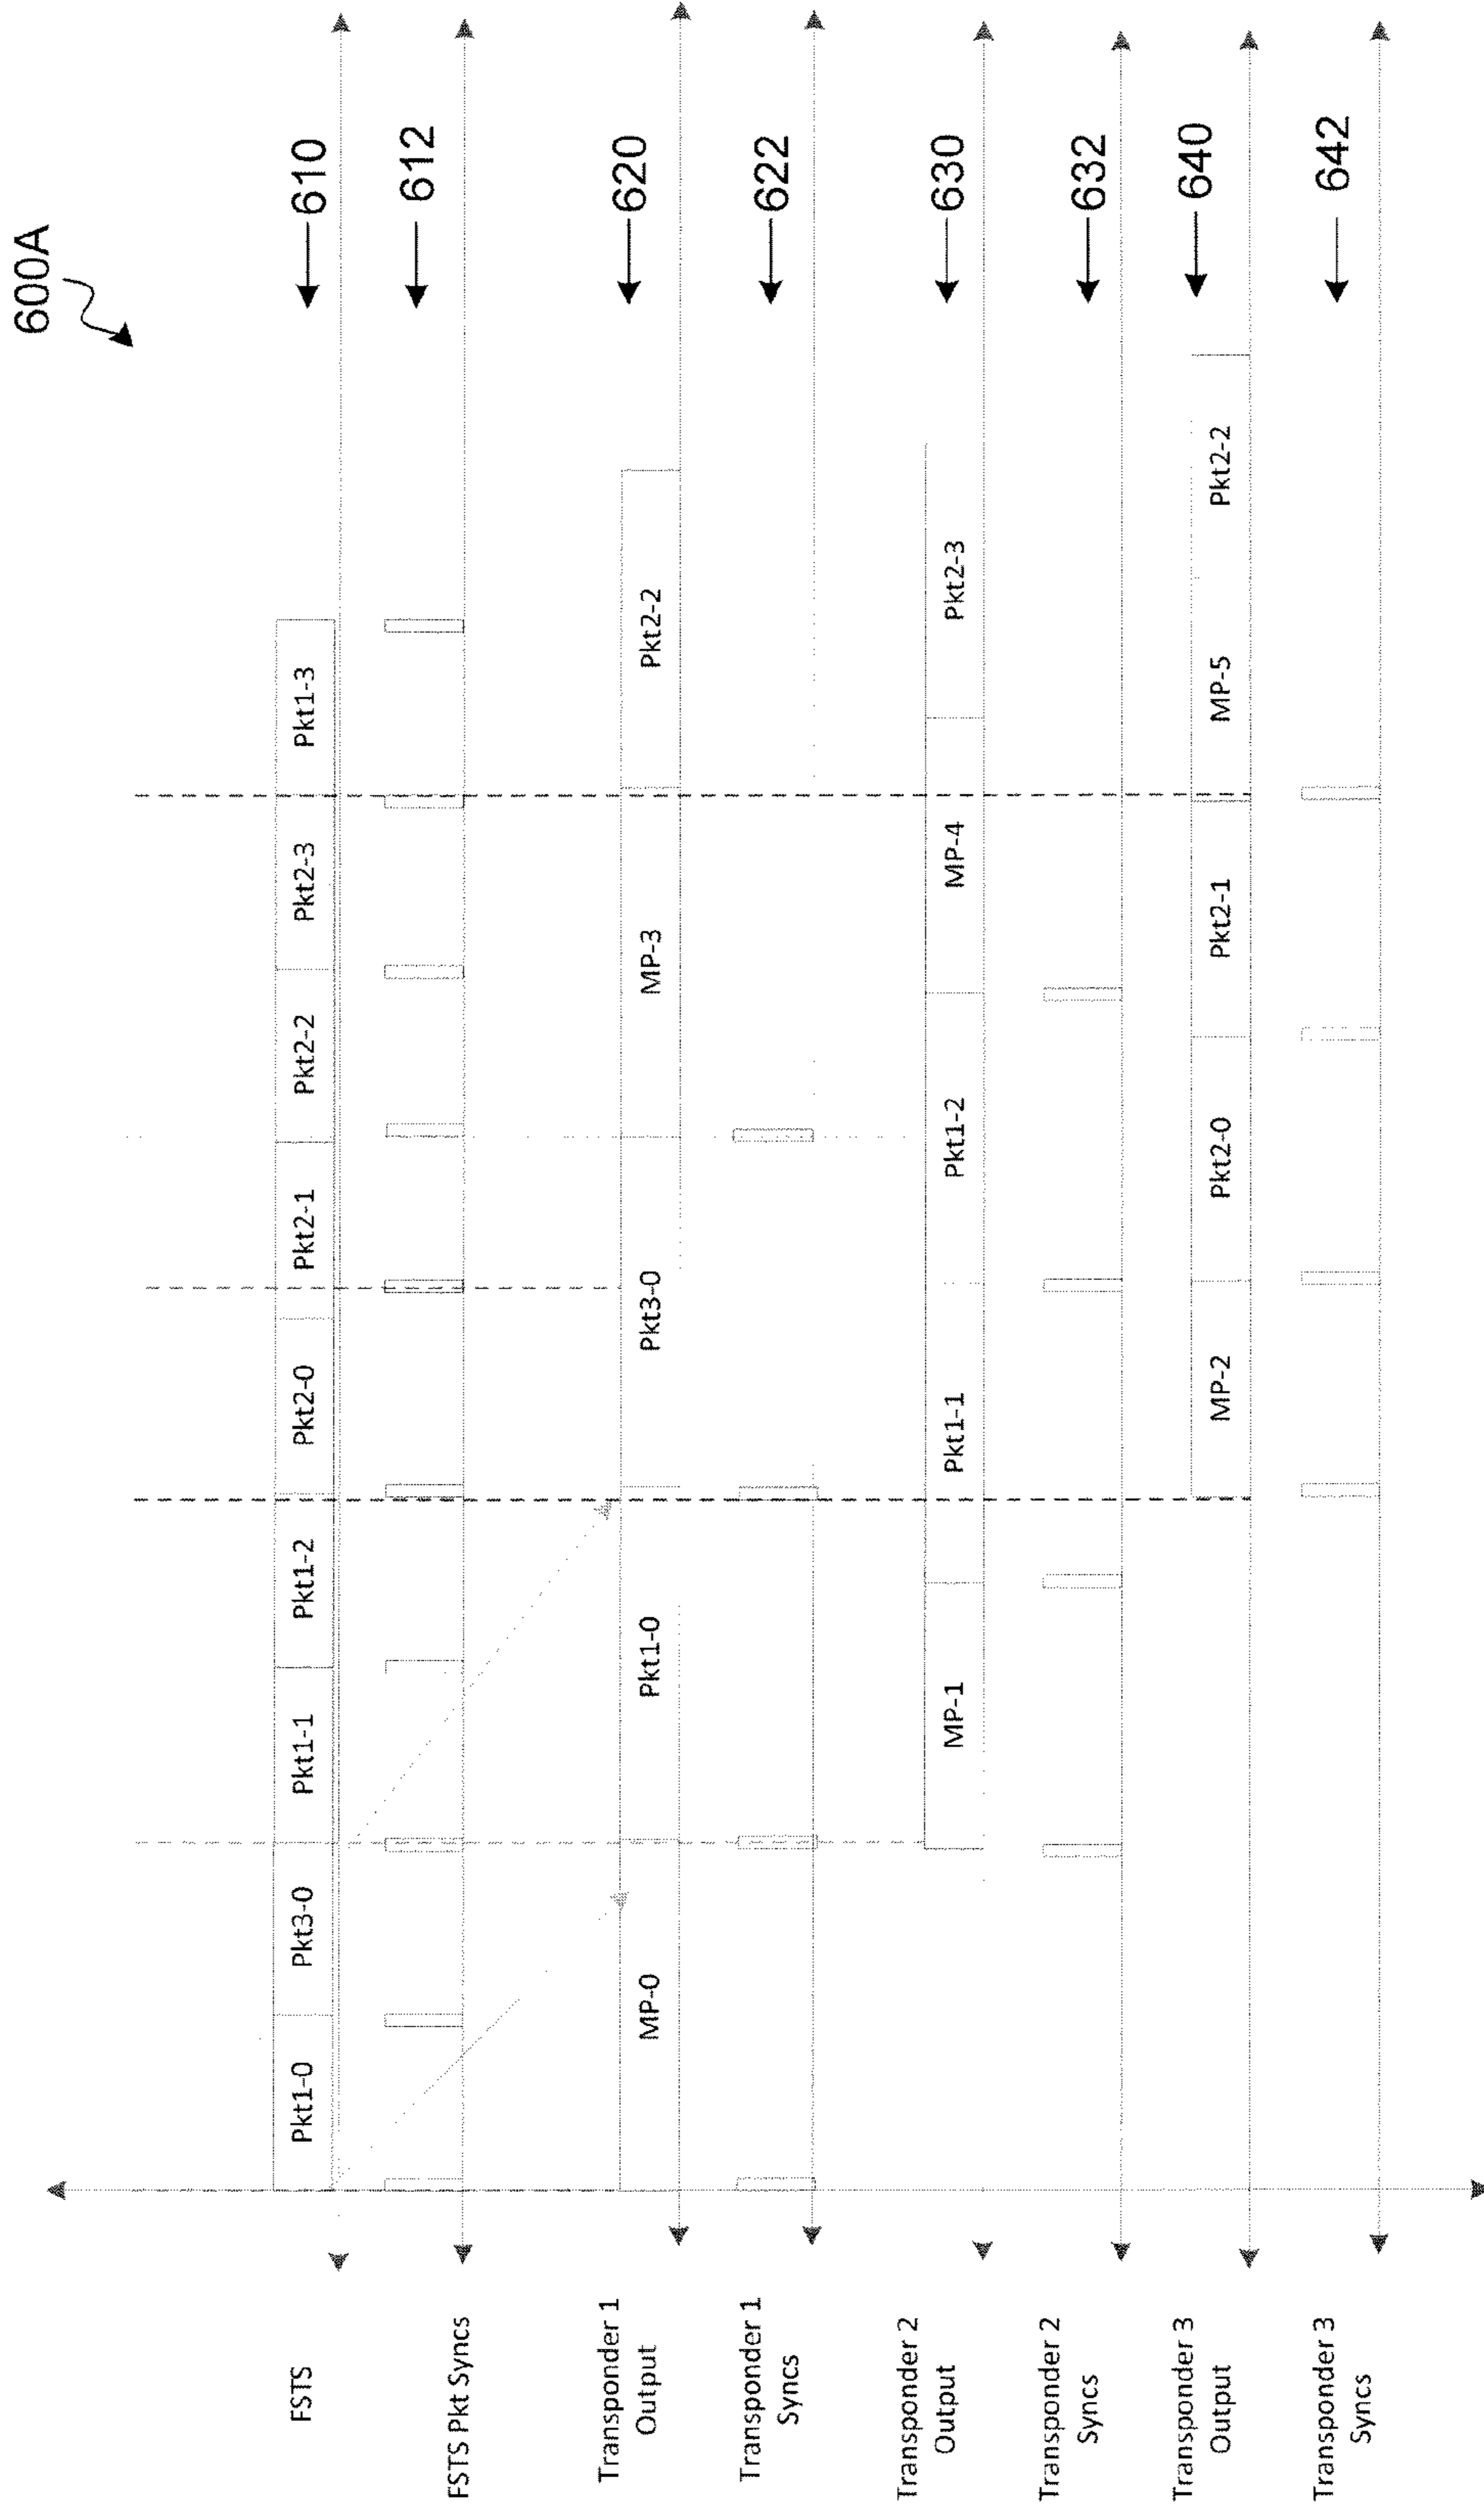 600A
FSTS
Pkt1-0
Pkt3-0
Pkt1-1
Pkt1-2
Pkt2-0
Pkt2-1
Pkt2-2
Pkt2-3
Pkt1-3
610
FSTS Pkt Syncs
612
Transponder 1
Output
MP-0
Pkt1-0
Pkt3-0
MP-3
Pkt2-2
620
Transponder 1
Syncs
622
Transponder 2
Output
MP-1
Pkt1-1
Pkt1-2
MP-4
Pkt2-3
630
Transponder 2
Syncs
632
Transponder 3
Output
MP-2
Pkt2-0
Pkt2-1
MP-5
Pkt2-2
640
Transponder 3
Syncs
642